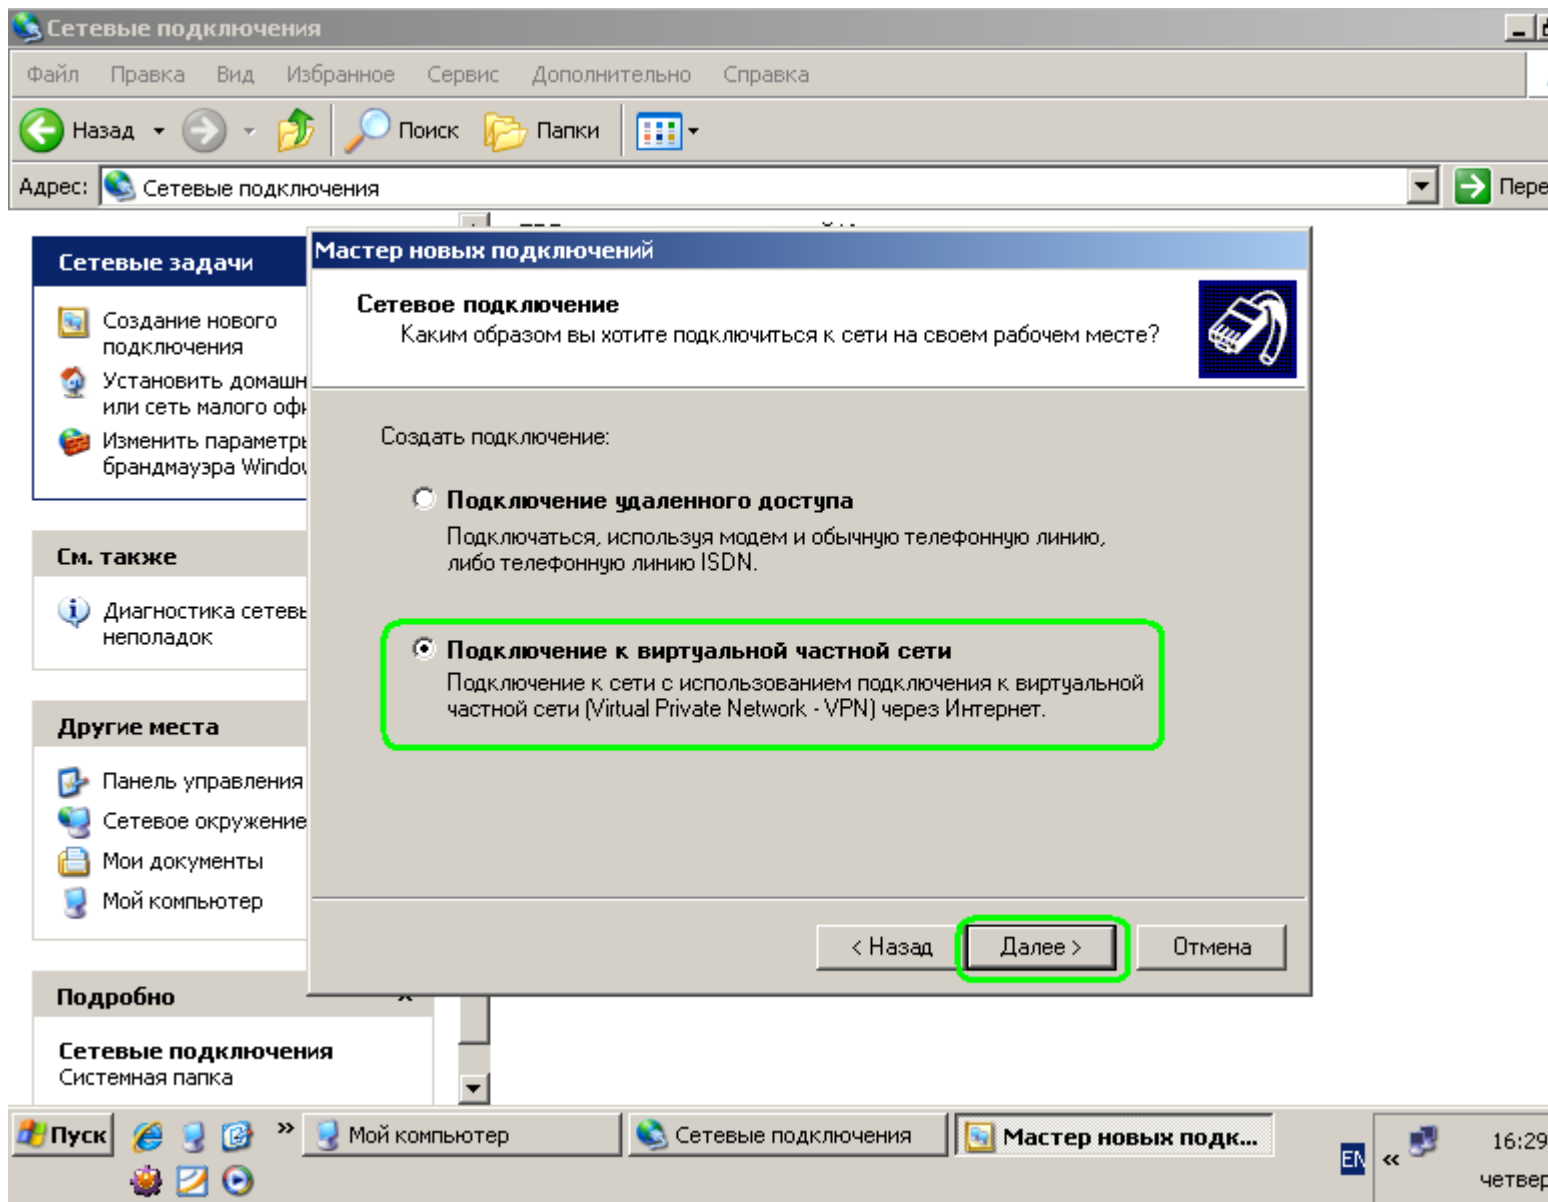 Сетевые подключения
Файл Правка Вид Избранное Сервис Дополнительно Справка
Назад Поиск Папки
Адрес: Сетевые подключения
Сетевые задачи
Создание нового
подключения
Установить
или сеть малого
Изменить
брандмауэра
См. также
Диагностика
неполадок
Другие места
Панель управления
Сетевое окружение
Мои документы
Мой компьютер
Подробно
Сетевые подключения
Системная папка
Мастер новых подключений
Сетевое подключение
Каким образом вы хотите подключиться к сети на своем рабочем месте?
Создать подключение:
Подключение удаленного доступа
Подключаться, используя модем и обычную телефонную линию,
либо телефонную линию ISDN.
Подключение к виртуальной частной сети
Подключение к сети с использованием подключения к виртуальной
частной сети (Virtual Private Network - VPN) через Интернет.
< Назад Далее > Отмена
Пуск » Мой компьютер Сетевые подключения Мастер новых подк... EN « 16:29
четвер